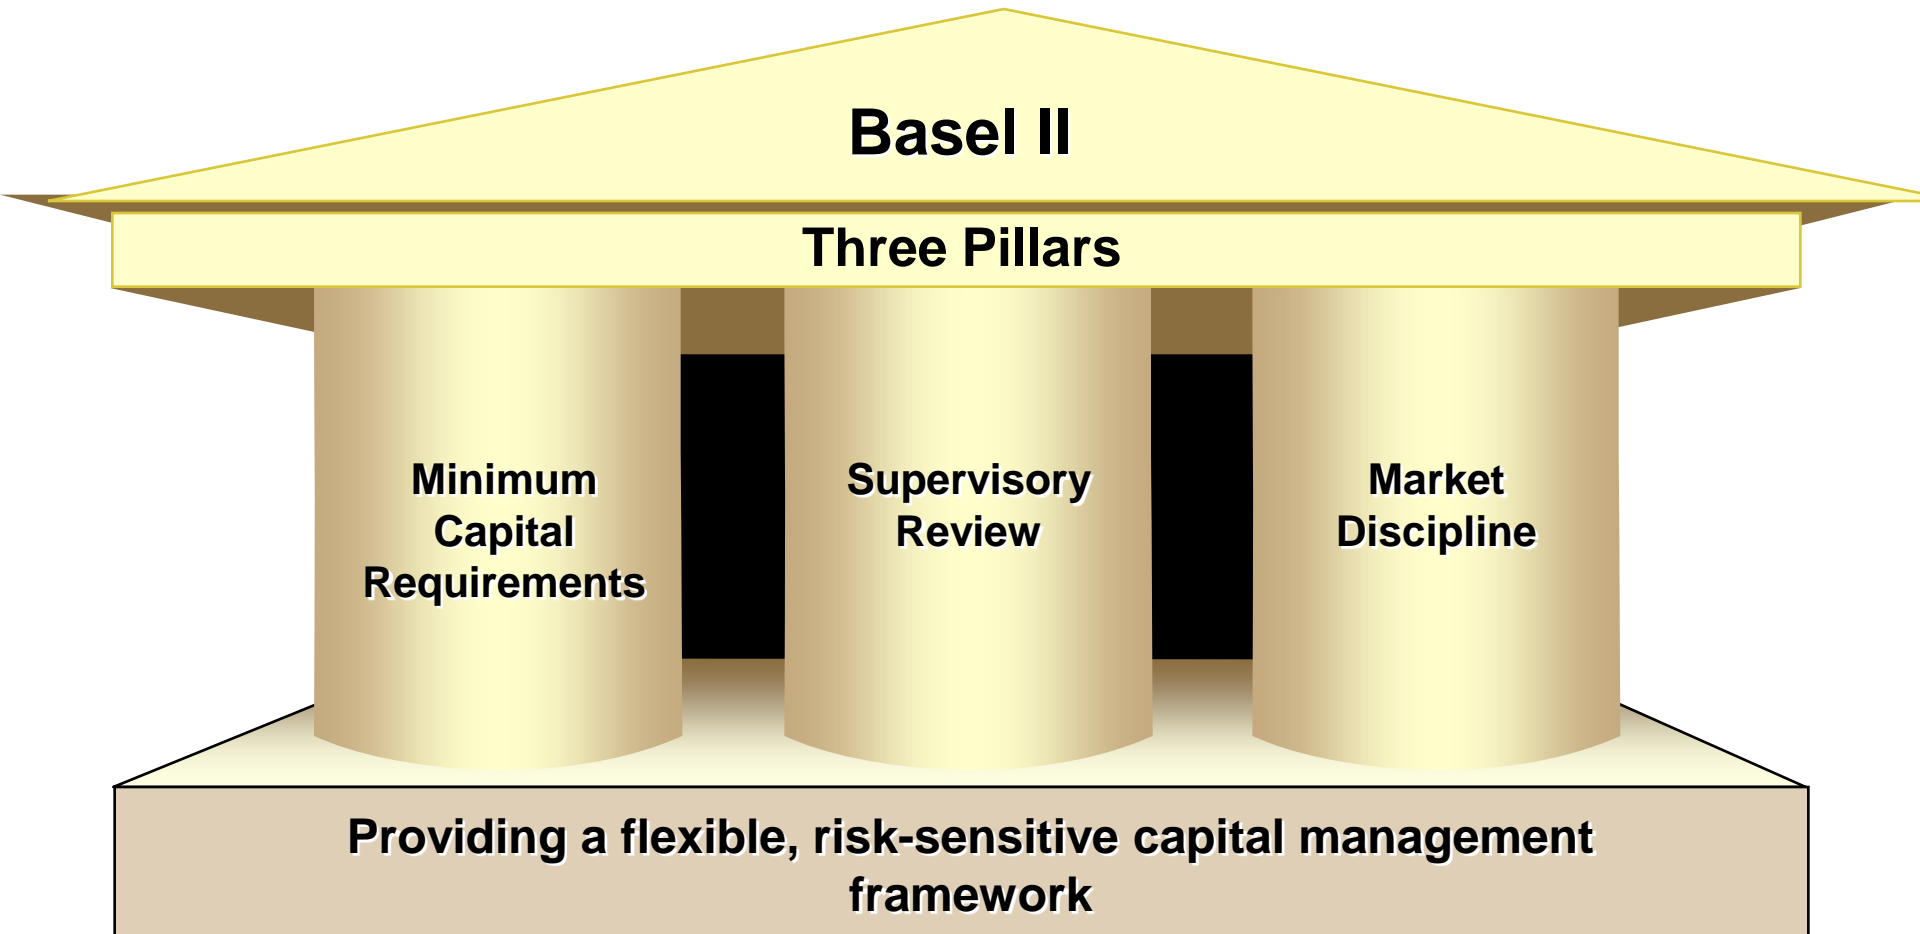 Basel II
Three Pillars
Minimum
Capital
Requirements
Supervisory
Review
Market
Discipline
Providing a flexible, risk-sensitive capital management
framework